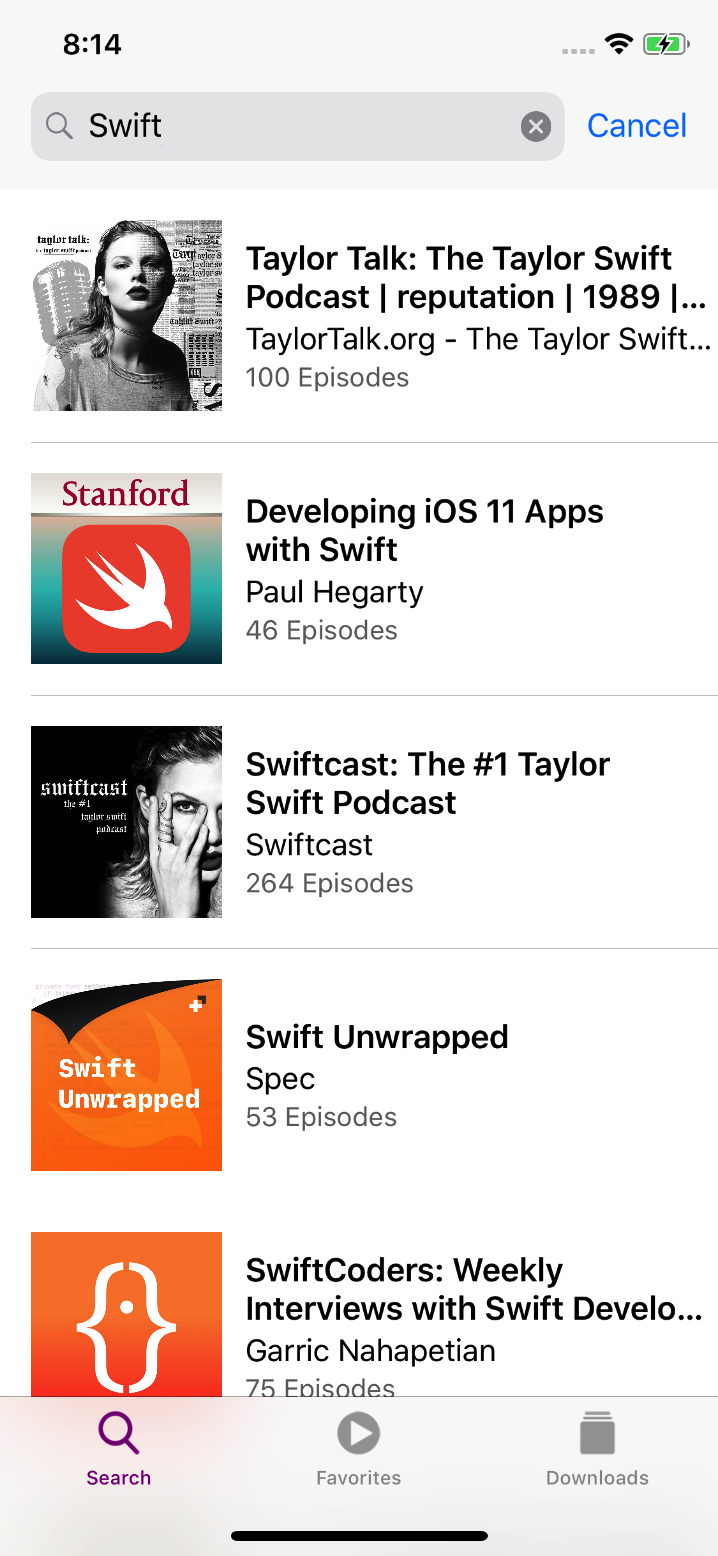 8:14
Swift
Cancel
taylor talk:
the taylor swift podcast
Taylor Talk: The Taylor Swift
Podcast | reputation | 1989 |...
TaylorTalk.org - The Taylor Swift...
100 Episodes
Stanford
Developing iOS 11 Apps
with Swift
Paul Hegarty
46 Episodes
swiftcast
the #1
taylor swift
podcast
Swiftcast: The #1 Taylor
Swift Podcast
Swiftcast
264 Episodes
Swift
Unwrapped
Swift Unwrapped
Spec
53 Episodes
{}
SwiftCoders: Weekly
Interviews with Swift Develo...
Garric Nahapetian
75 Episodes
Search
Favorites
Downloads